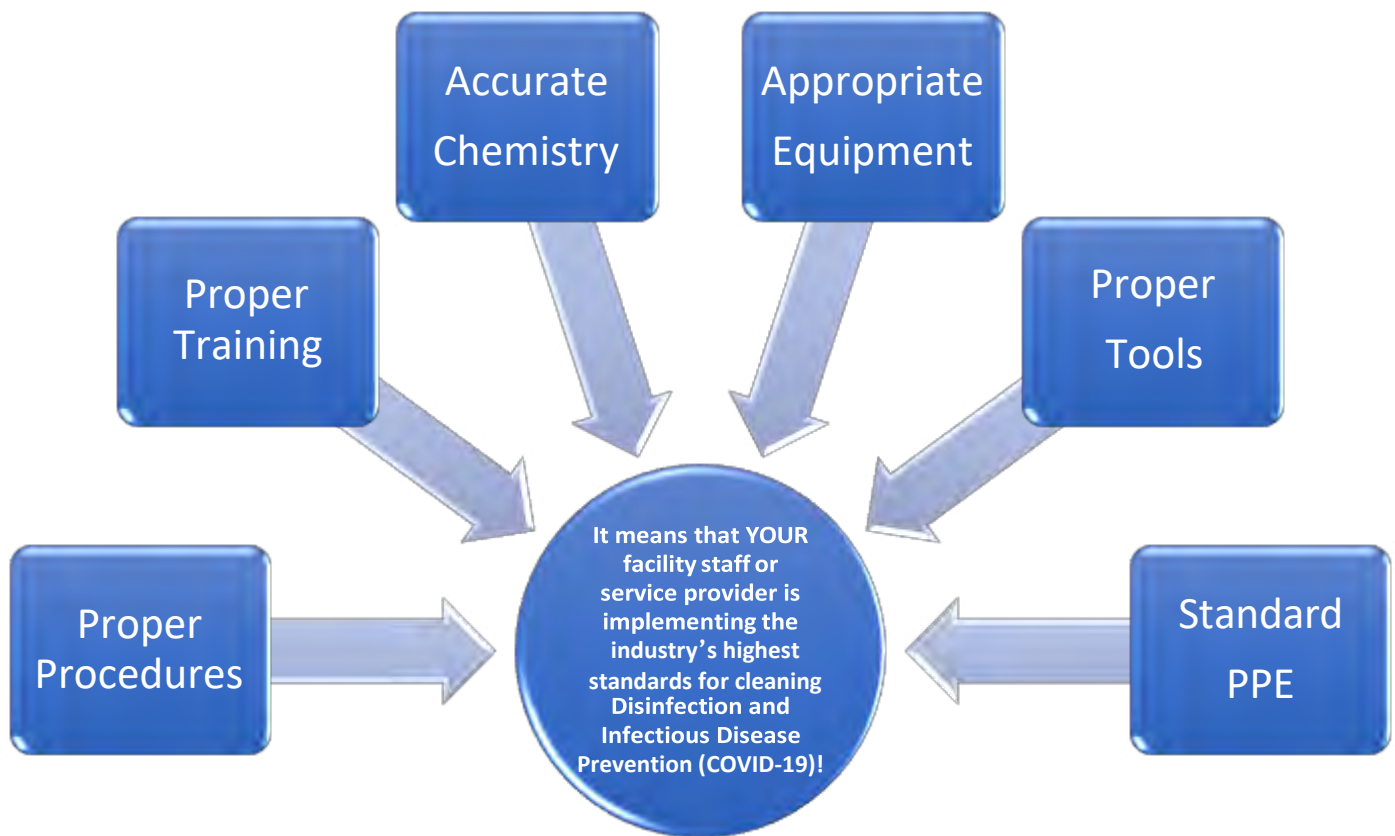 Accurate
Chemistry
Appropriate
Equipment
Proper
Training
Proper
Tools
Proper
Procedures
It means that YOUR
facility staff or
service provider is
implementing the
industry’s highest
standards for cleaning
Disinfection and
Infectious Disease
Prevention (COVID-19)!
Standard
PPE